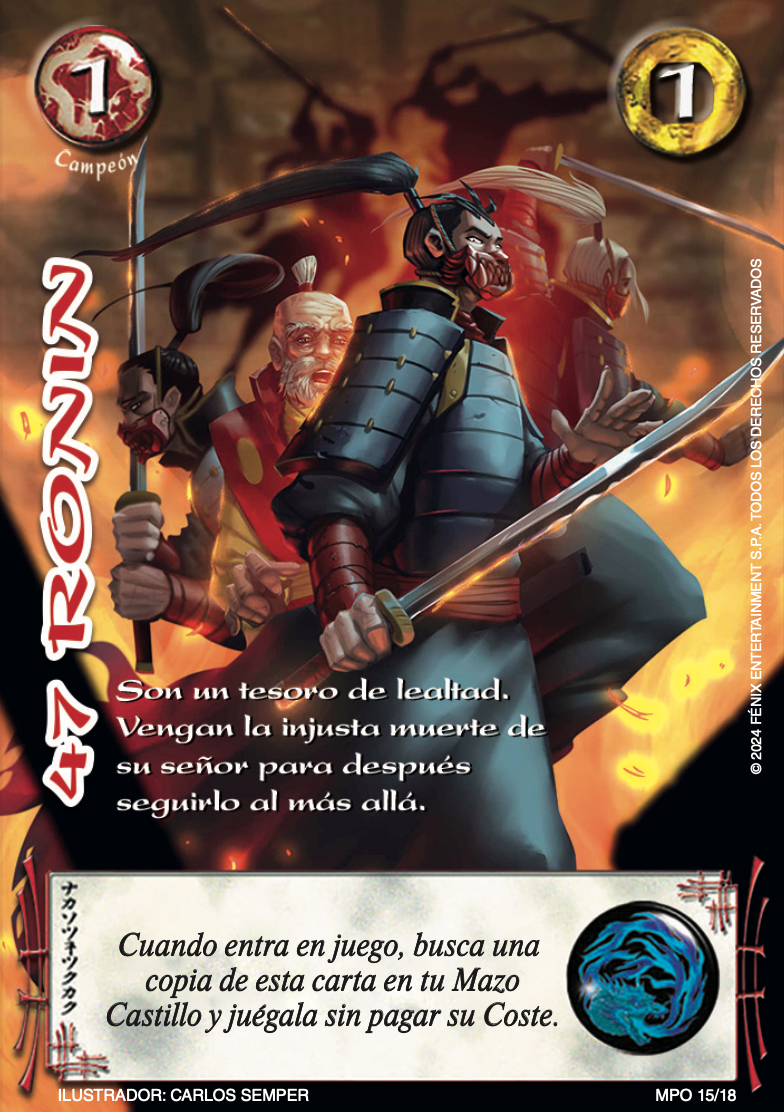 1
Campeón
1
47 RONIN
© 2024 FÉNIX ENTERTAINMENT S.P.A. TODOS LOS DERECHOS RESERVADOS
Son un tesoro de lealtad.
Vengan la injusta muerte de
su señor para después
seguirlo al más allá.
ナカソツネツクカク
Cuando entra en juego, busca una
copia de esta carta en tu Mazo
Castillo y juégala sin pagar su Coste.
ILUSTRADOR: CARLOS SEMPER
MPO 15/18